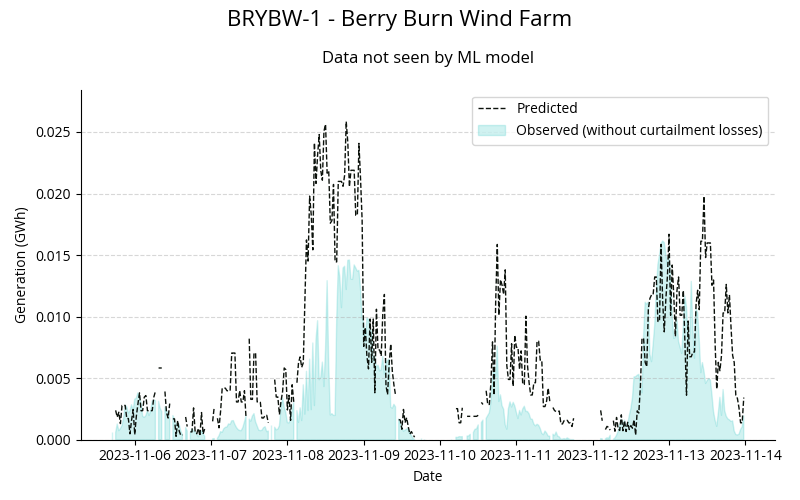 BRYBW-1 - Berry Burn Wind Farm
Data not seen by ML model
Predicted
Observed (without curtailment losses)
Generation (GWh)
0.025
0.020
0.015
0.010
0.005
0.000
2023-11-06 2023-11-07 2023-11-08 2023-11-09 2023-11-10 2023-11-11 2023-11-12 2023-11-13 2023-11-14
Date